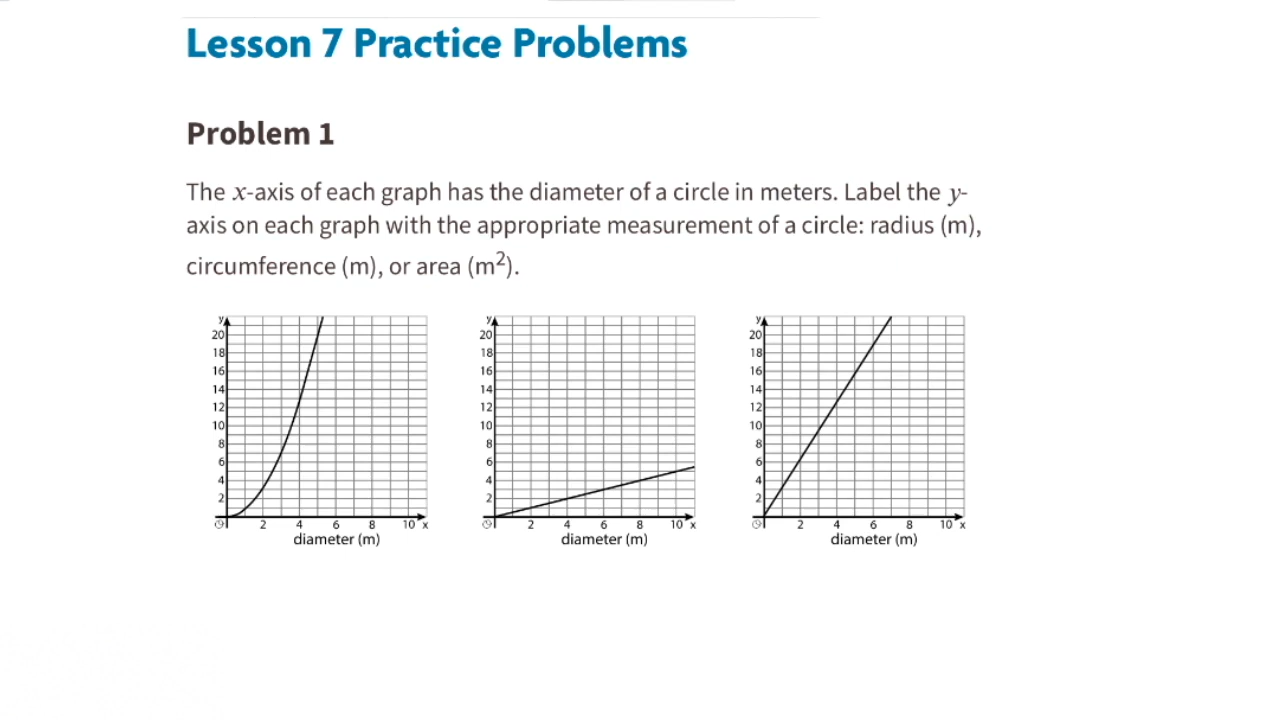 Lesson 7 Practice Problems
Problem 1
The x-axis of each graph has the diameter of a circle in meters. Label the y-
axis on each graph with the appropriate measurement of a circle: radius (m),
circumference (m), or area (m²).
y
20
18
16
14
12
10
8
6
4
2
O
2 4 6 8 10 x
diameter (m)
y
20
18
16
14
12
10
8
6
4
2
O
2 4 6 8 10 x
diameter (m)
y
20
18
16
14
12
10
8
6
4
2
O
2 4 6 8 10 x
diameter (m)